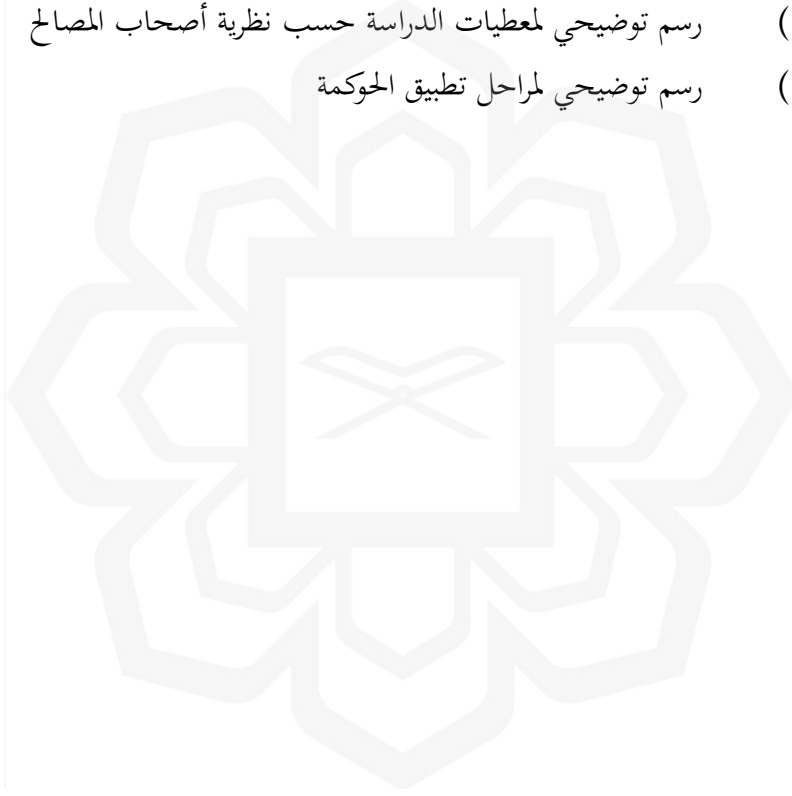 ) رسم توضيحي لمعطيات الدراسة حسب نظرية أصحاب المصالح
) رسم توضيحي لمراحل تطبيق الحوكمة